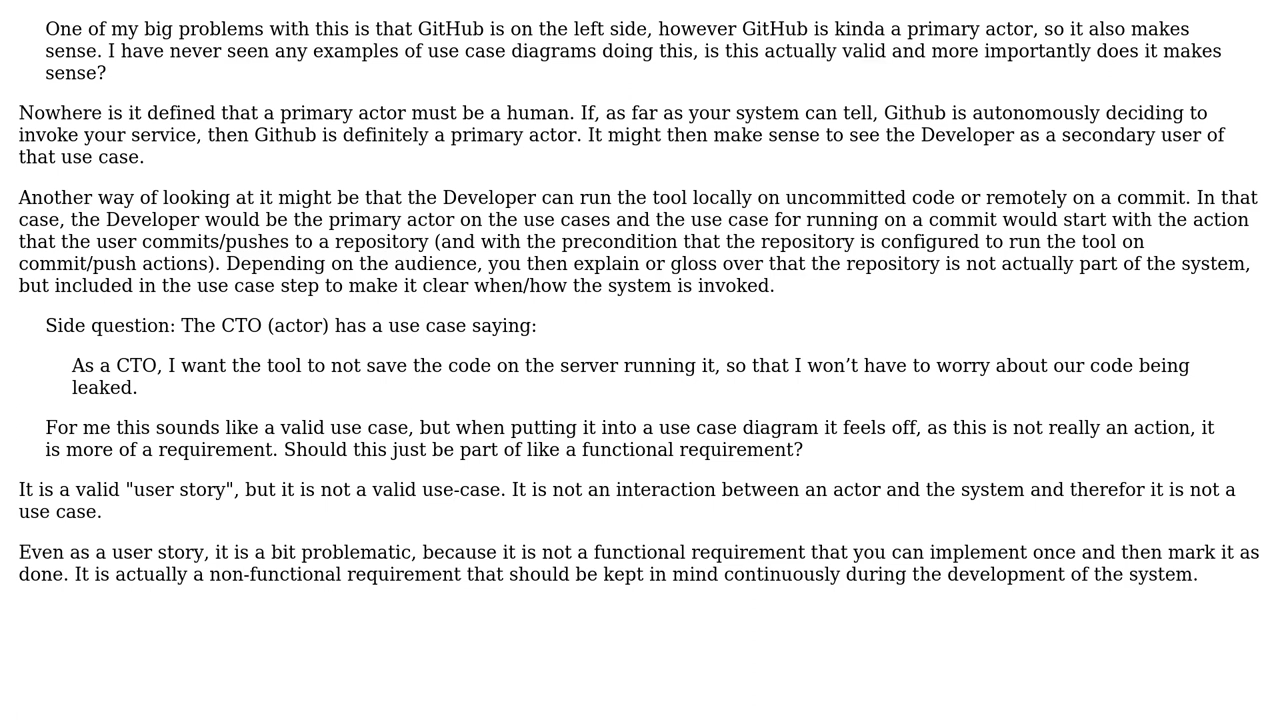 One of my big problems with this is that GitHub is on the left side, however GitHub is kinda a primary actor, so it also makes
sense. I have never seen any examples of use case diagrams doing this, is this actually valid and more importantly does it makes
sense?
Nowhere is it defined that a primary actor must be a human. If, as far as your system can tell, Github is autonomously deciding to
invoke your service, then Github is definitely a primary actor. It might then make sense to see the Developer as a secondary user of
that use case.
Another way of looking at it might be that the Developer can run the tool locally on uncommitted code or remotely on a commit. In that
case, the Developer would be the primary actor on the use cases and the use case for running on a commit would start with the action
that the user commits/pushes to a repository (and with the precondition that the repository is configured to run the tool on
commit/push actions). Depending on the audience, you then explain or gloss over that the repository is not actually part of the system,
but included in the use case step to make it clear when/how the system is invoked.
Side question: The CTO (actor) has a use case saying:
As a CTO, I want the tool to not save the code on the server running it, so that I won’t have to worry about our code being
leaked.
For me this sounds like a valid use case, but when putting it into a use case diagram it feels off, as this is not really an action, it
is more of a requirement. Should this just be part of like a functional requirement?
It is a valid "user story", but it is not a valid use-case. It is not an interaction between an actor and the system and therefor it is not a
use case.
Even as a user story, it is a bit problematic, because it is not a functional requirement that you can implement once and then mark it as
done. It is actually a non-functional requirement that should be kept in mind continuously during the development of the system.